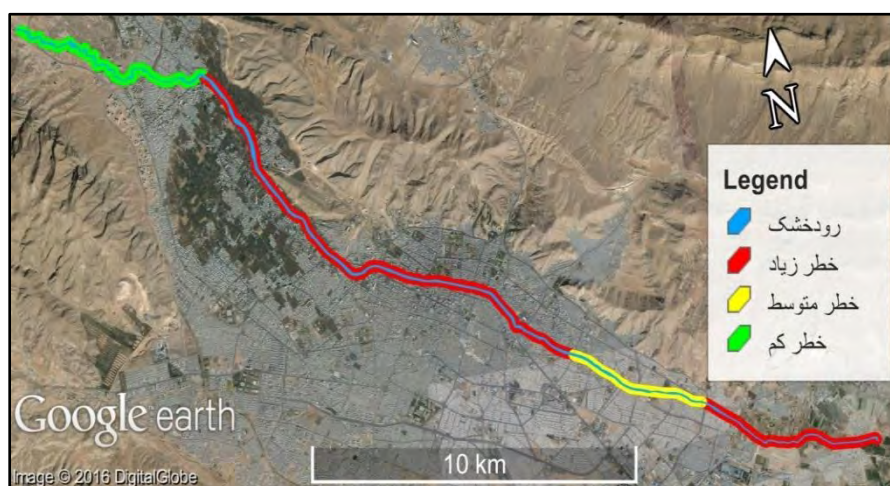 N
Legend
رودخشک
خطر زیاد
خطر متوسط
خطر کم
Google earth
10 km
Image © 2016 DigitalGlobe